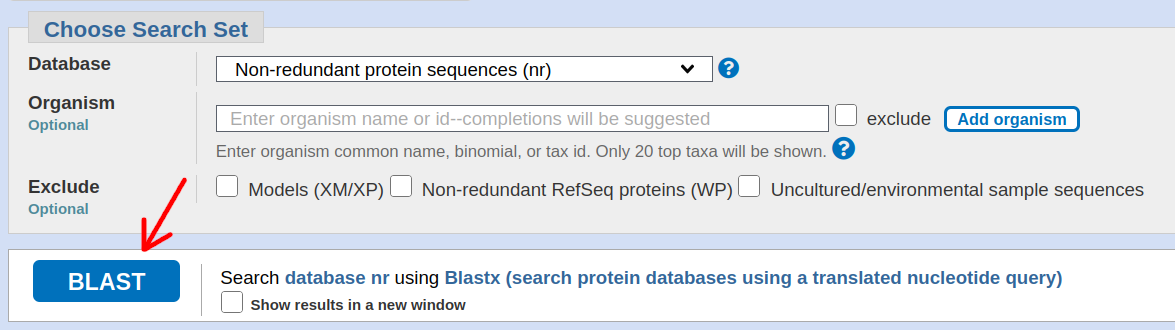 Choose Search Set
Database
Non-redundant protein sequences (nr)
?
Organism
Optional
Enter organism name or id--completions will be suggested
exclude
Add organism
Enter organism common name, binomial, or tax id. Only 20 top taxa will be shown.
?
Exclude
Optional
Models (XM/XP) Non-redundant RefSeq proteins (WP) Uncultured/environmental sample sequences
BLAST
Search database nr using Blastx (search protein databases using a translated nucleotide query)
Show results in a new window